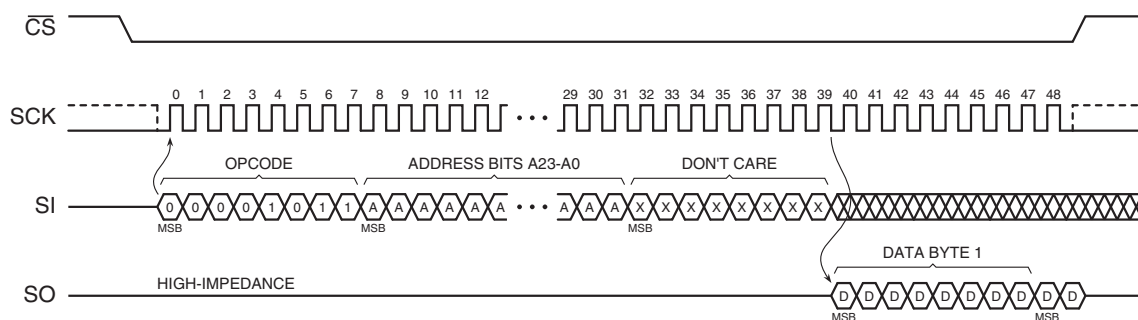 CS
0 1 2 3 4 5 6 7 8 9 10 11 12 29 30 31 32 33 34 35 36 37 38 39 40 41 42 43 44 45 46 47 48
SCK
OPCODE ADDRESS BITS A23-A0 DON'T CARE
SI 0 0 0 0 1 0 1 1 A A A A A A A A A X X X X X X X X
MSB MSB MSB
DATA BYTE 1
SO HIGH-IMPEDANCE D D D D D D D D D D
MSB MSB